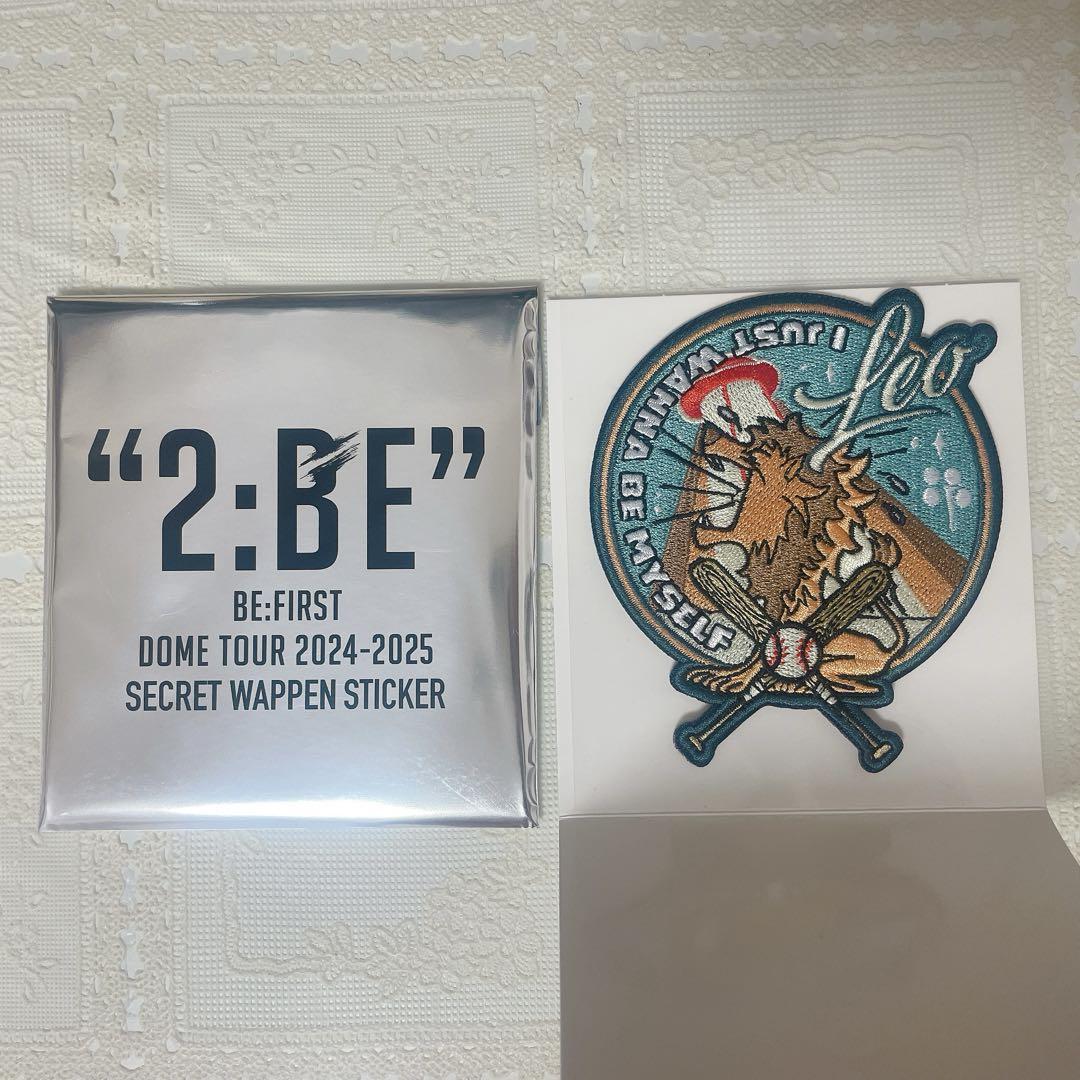 “2:BE”
BE:FIRST
DOME TOUR 2024-2025
SECRET WAPPEN STICKER
Leo
I JUST WANNA BE MYSELF